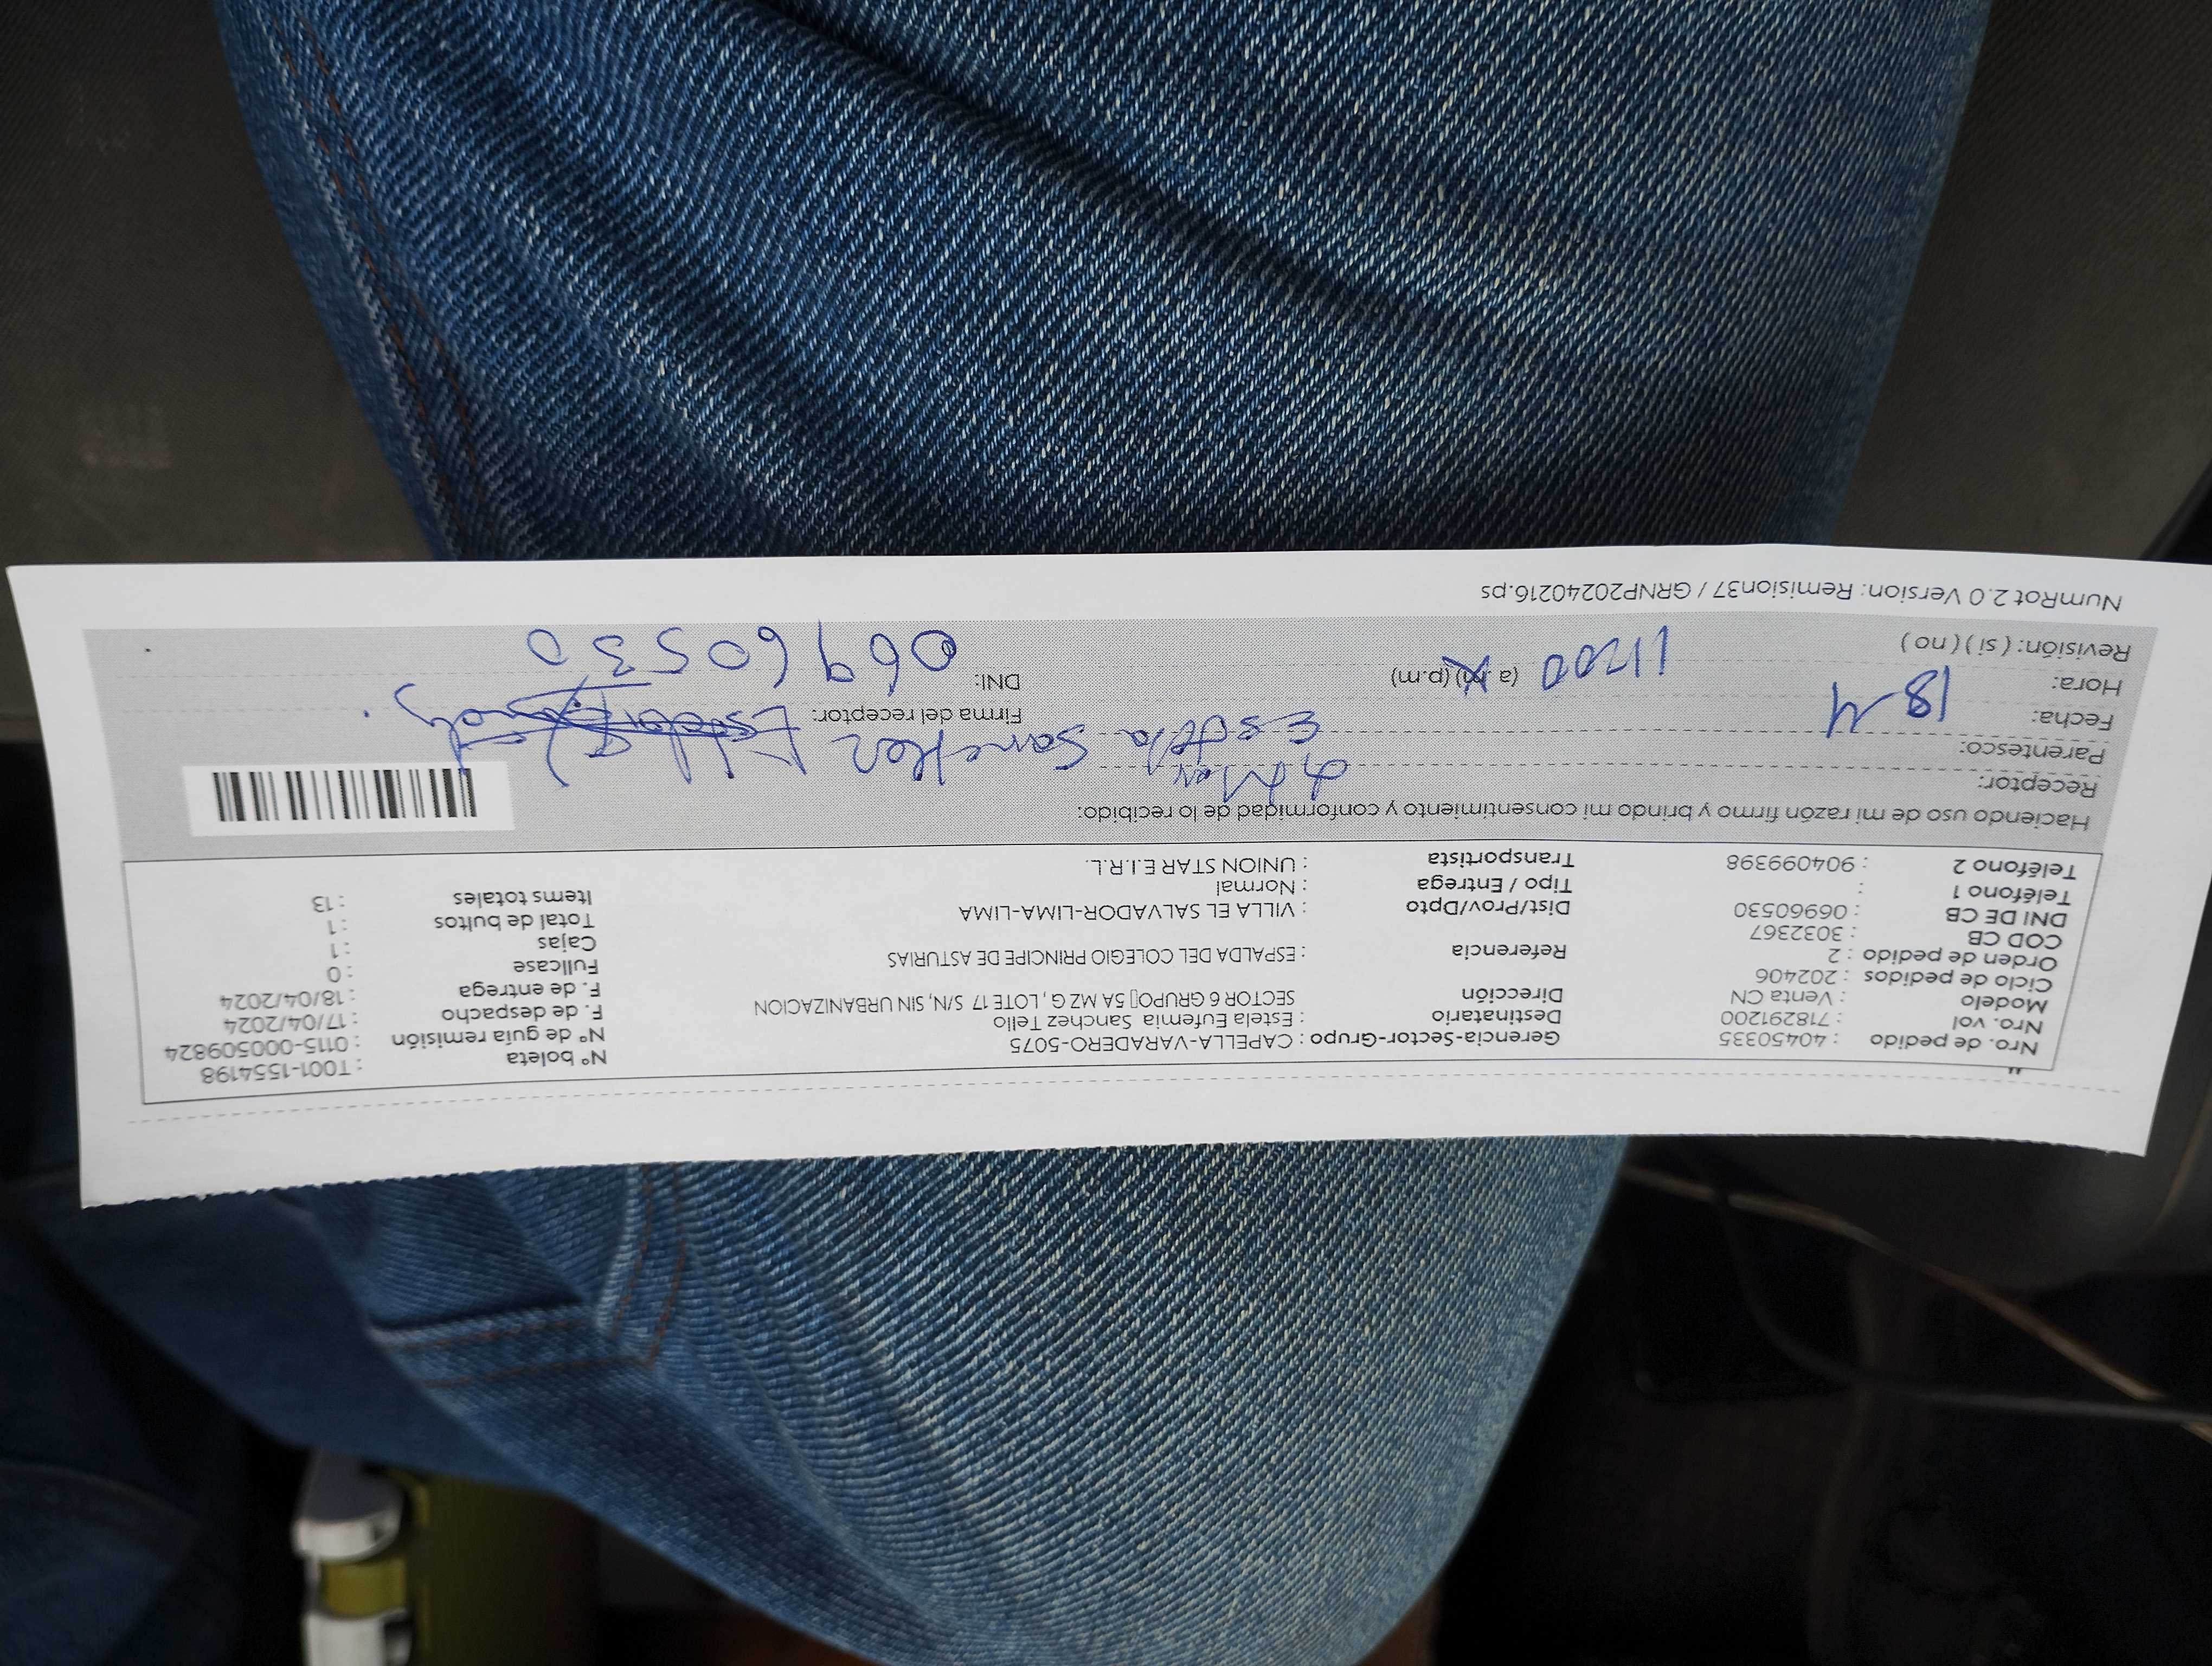 Nro. de pedido : 40450335 Gerencia-Sector-Grupo : CAPELLA-VARADERO-5075 N° boleta : T001-1554198
Nro. vol : 718291200 Destinatario : Estela Eufemia Sanchez Tello N° de guía remisión : 0115-000509824
Modelo : Venta CN Dirección SECTOR 6 GRUPO▯ 5A MZ G , LOTE 17 S/N, SIN URBANIZACION F. de despacho : 17/04/2024
Ciclo de pedidos : 202406 F. de entrega : 18/04/2024
Orden de pedido : 2 Referencia : ESPALDA DEL COLEGIO PRINCIPE DE ASTURIAS Fullcase : 0
COD CB : 3032367 Cajas : 1
DNI DE CB : 06960530 Dist/Prov/Dpto : VILLA EL SALVADOR-LIMA-LIMA Total de bultos : 1
Teléfono 1 : Tipo / Entrega : Normal Items totales : 13
Teléfono 2 : 904099398 Transportista : UNION STAR E.I.R.L.
Haciendo uso de mi razón firmo y brindo mi consentimiento y conformidad de lo recibido:
Receptor:
Parentesco: Estela Sanchez
Fecha: 18-4 Firma del receptor:
Hora: 11:00 (a.m) (p.m) DNI: 06960530
Revisión: ( si ) ( no )
NumRot 2.0 Version: Remision37 / GRNP20240216.ps